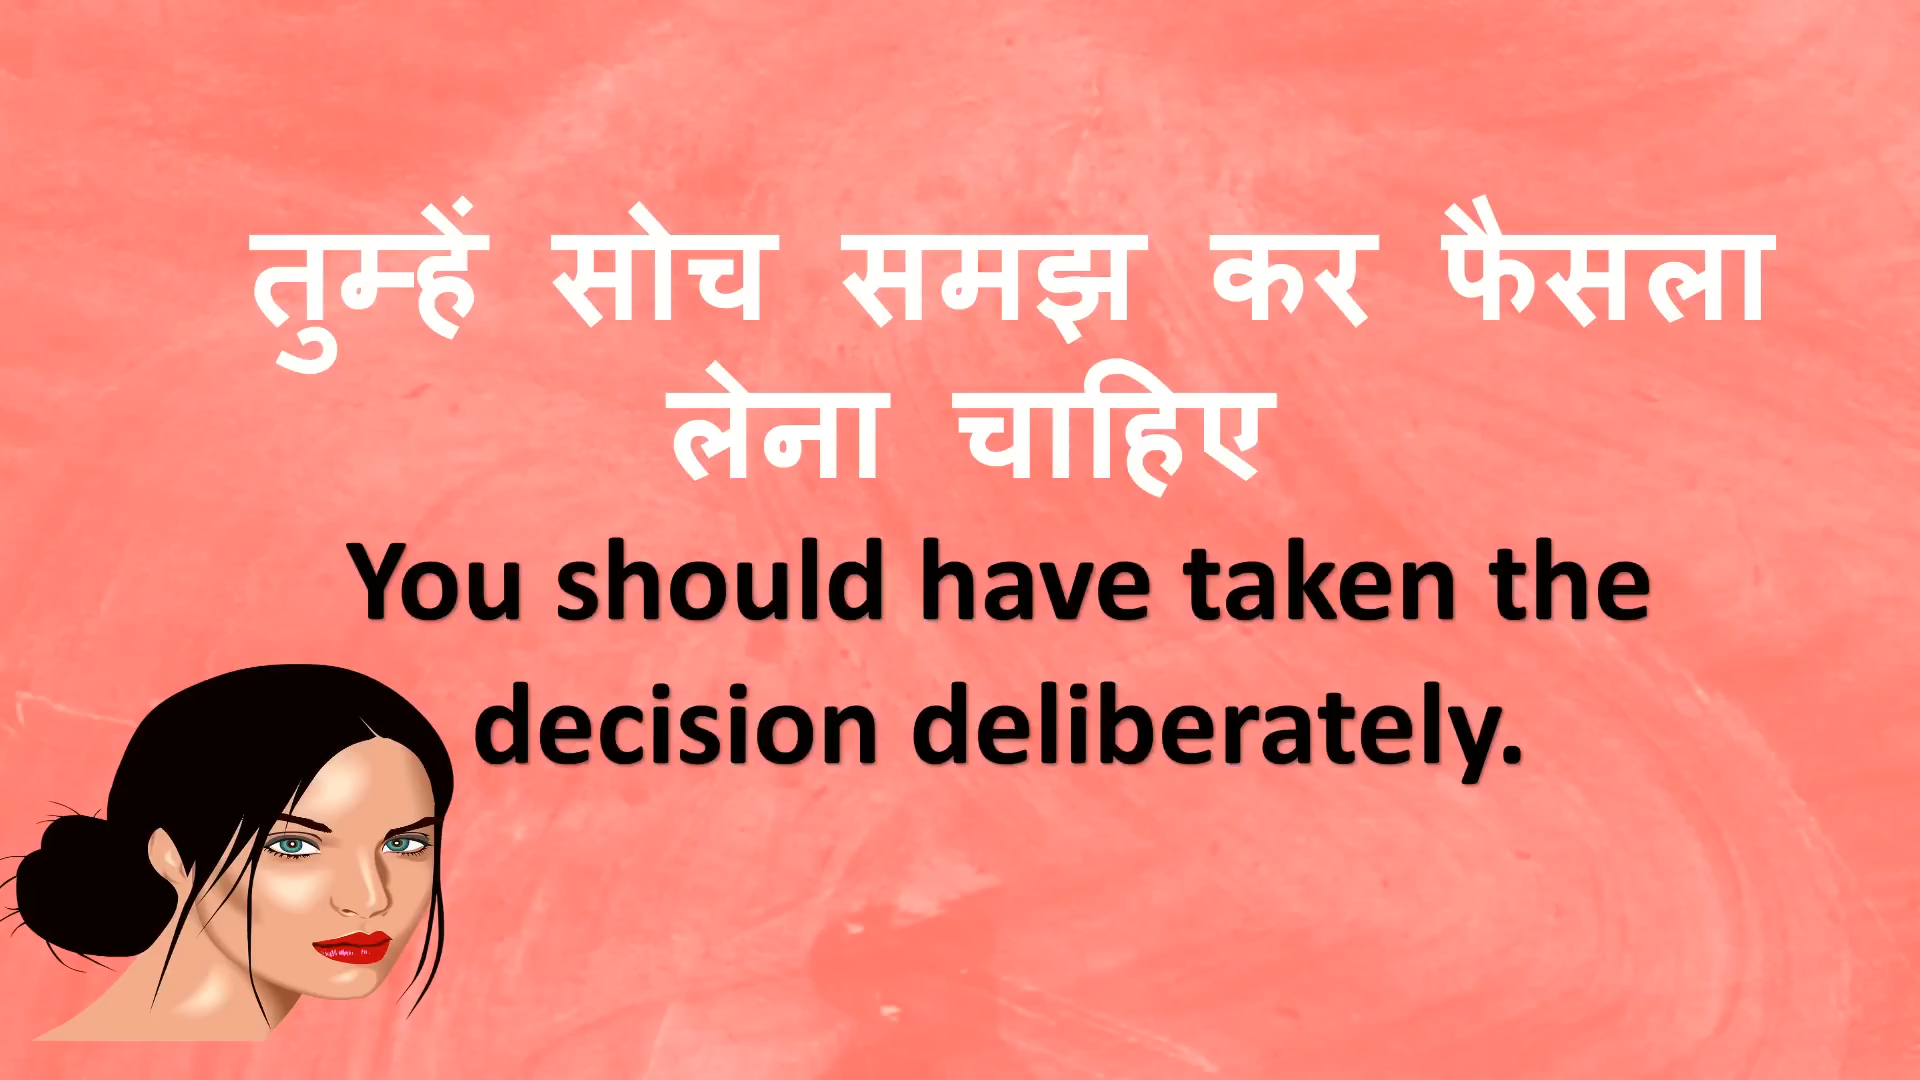 तुम्हें सोच समझ कर फैसला
लेना चाहिए
You should have taken the
decision deliberately.